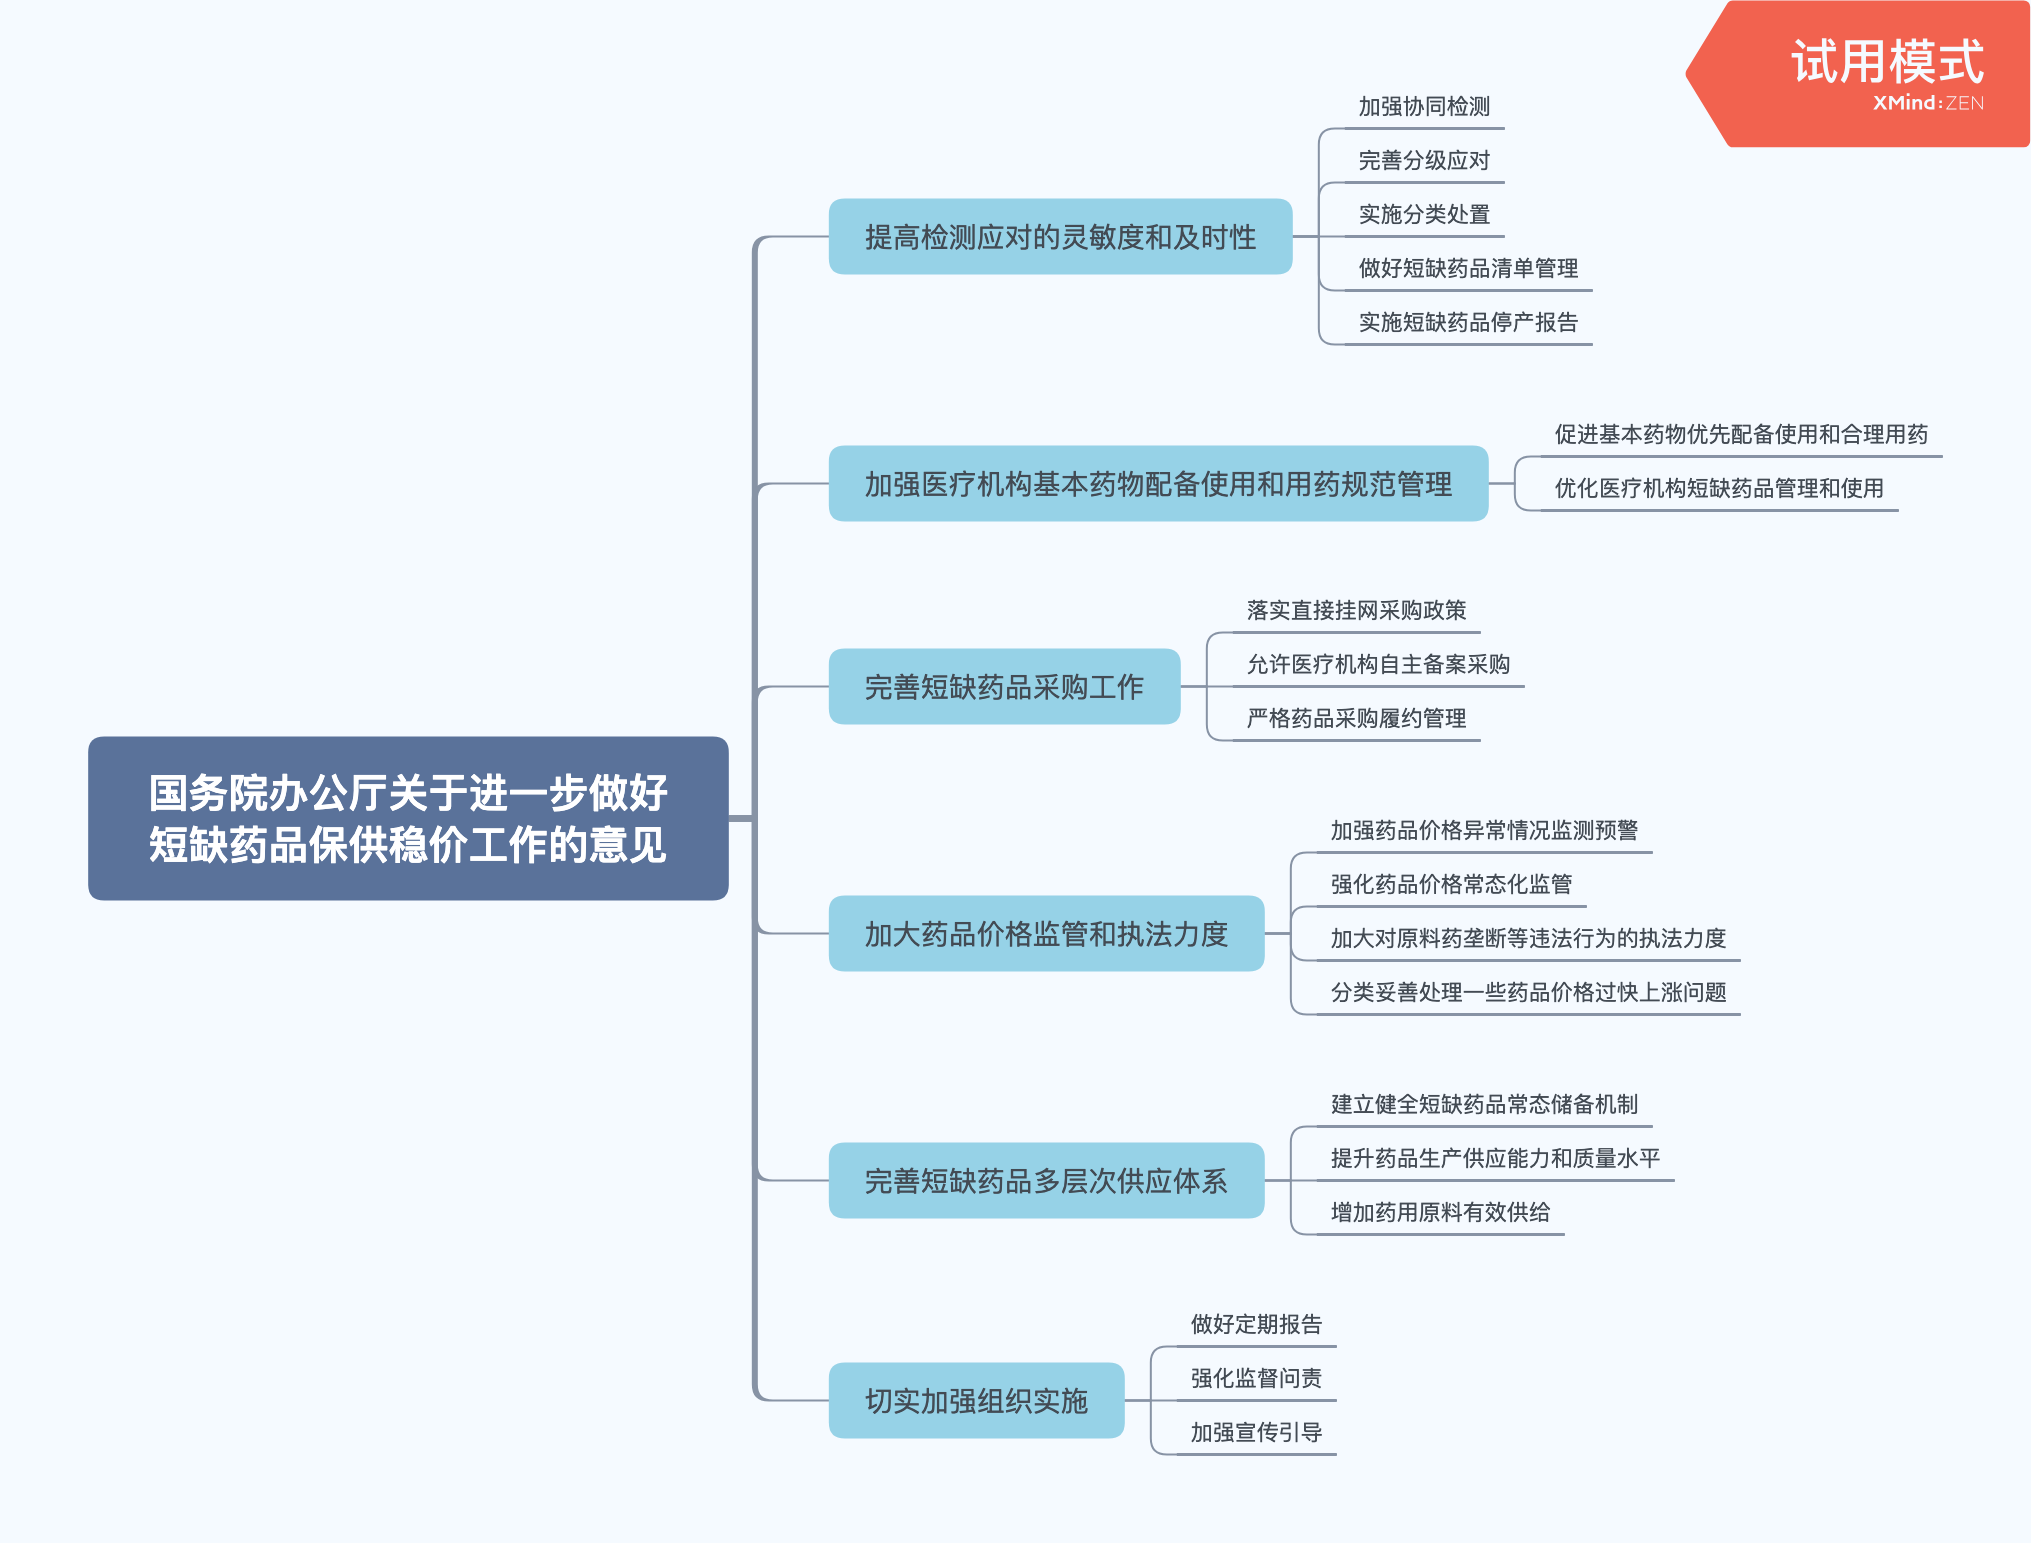 试用模式
XMind:ZEN
国务院办公厅关于进一步做好
短缺药品保供稳价工作的意见
提高检测应对的灵敏度和及时性
加强协同检测
完善分级应对
实施分类处置
做好短缺药品清单管理
实施短缺药品停产报告
加强医疗机构基本药物配备使用和用药规范管理
促进基本药物优先配备使用和合理用药
优化医疗机构短缺药品管理和使用
完善短缺药品采购工作
落实直接挂网采购政策
允许医疗机构自主备案采购
严格药品采购履约管理
加大药品价格监管和执法力度
加强药品价格异常情况监测预警
强化药品价格常态化监管
加大对原料药垄断等违法行为的执法力度
分类妥善处理一些药品价格过快上涨问题
完善短缺药品多层次供应体系
建立健全短缺药品常态储备机制
提升药品生产供应能力和质量水平
增加药用原料有效供给
切实加强组织实施
做好定期报告
强化监督问责
加强宣传引导